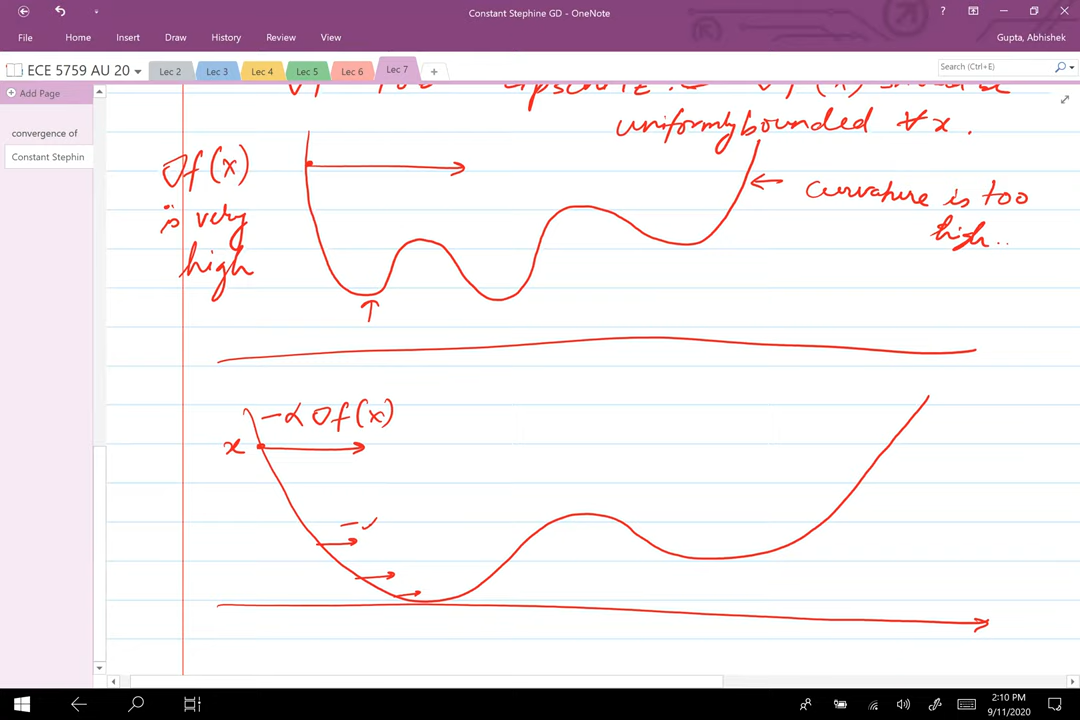 Constant Stephine GD - OneNote
?
File
Home
Insert
Draw
History
Review
View
Gupta, Abhishek
ECE 5759 AU 20
Lec 2
Lec 3
Lec 4
Lec 5
Lec 6
Lec 7
+
Search (Ctrl+E)
Add Page
convergence of
Constant Stephin
uniformly bounded ∀x.
∇f(x)
is very
high
← curvature is too
high..
↑
-α∇f(x)
x
2:10 PM
9/11/2020